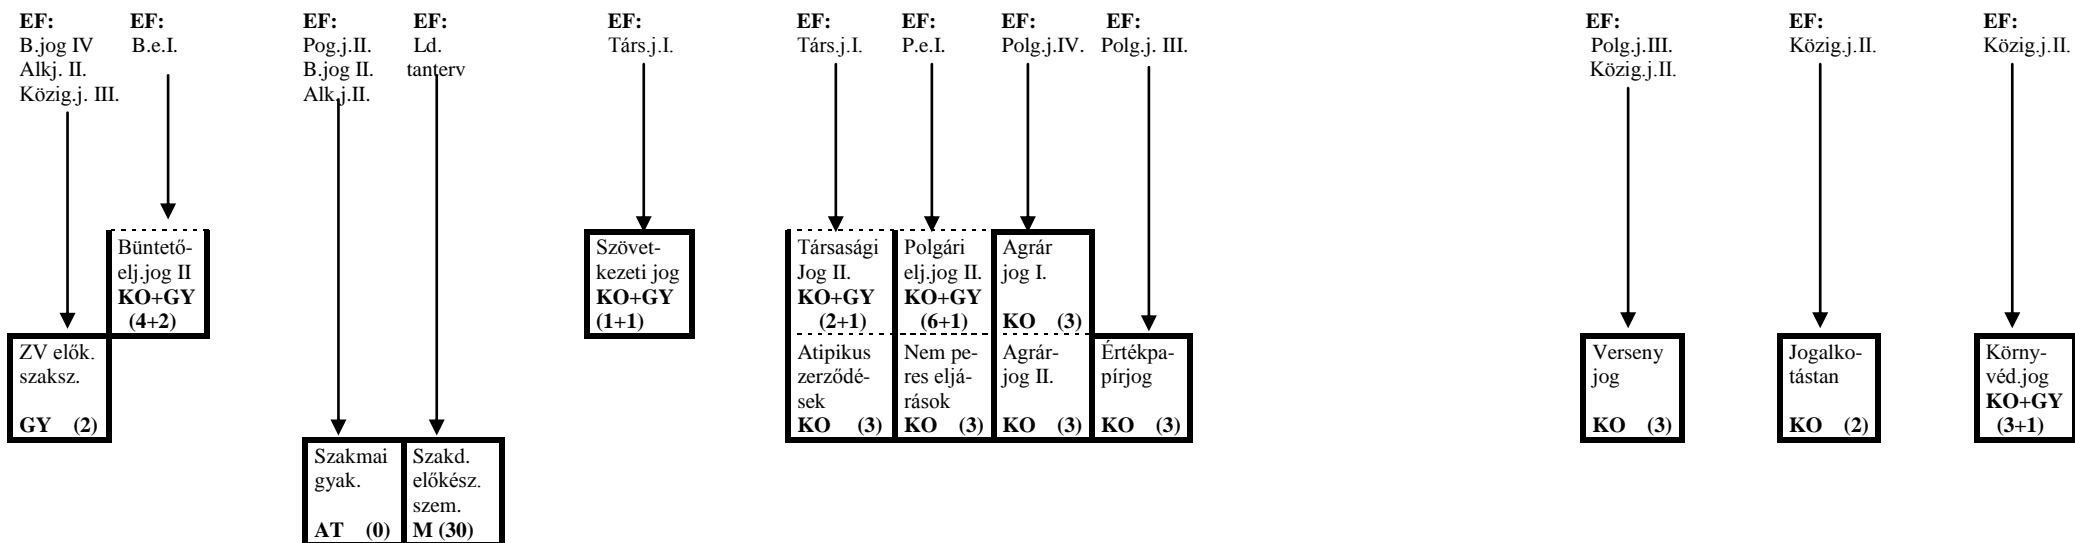 EF:
B.jog IV
Alkj. II.
Közig.j. III.
EF:
B.e.I.
EF:
Pog.j.II.
B.jog II.
Alk.j.II.
EF:
Ld.
tanterv
EF:
Társ.j.I.
EF:
Társ.j.I.
EF:
P.e.I.
EF:
Polg.j.IV.
EF:
Polg.j. III.
EF:
Polg.j.III.
Közig.j.II.
EF:
Közig.j.II.
EF:
Közig.j.II.
Büntető-
elj.jog II
KO+GY
(4+2)
Szövet-
kezeti jog
KO+GY
(1+1)
Társasági
Jog II.
KO+GY
(2+1)
Polgári
elj.jog II.
KO+GY
(6+1)
Agrár
jog I.
KO (3)
ZV elők.
szaksz.
GY (2)
Atipikus
zerződé-
sek
KO (3)
Nem pe-
res eljá-
rások
KO (3)
Agrár-
jog II.
KO (3)
Értékpa-
pírjog
KO (3)
Verseny
jog
KO (3)
Jogalko-
tástan
KO (2)
Körny-
véd.jog
KO+GY
(3+1)
Szakmai
gyak.
AT (0)
Szakd.
előkész.
szem.
M (30)